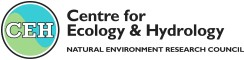 CEH
Centre for
Ecology & Hydrology
NATURAL ENVIRONMENT RESEARCH COUNCIL